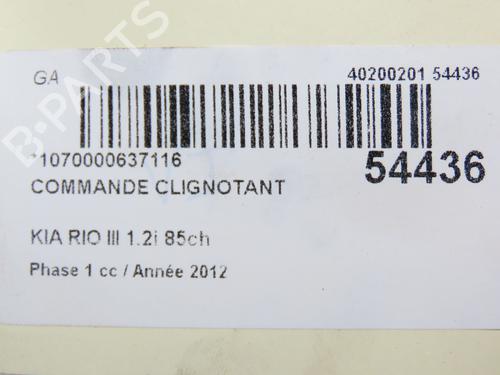 GA
40200201 54436
*1070000637116
54436
COMMANDE CLIGNOTANT
KIA RIO III 1.2i 85ch
Phase 1 cc / Année 2012
B-PARTS